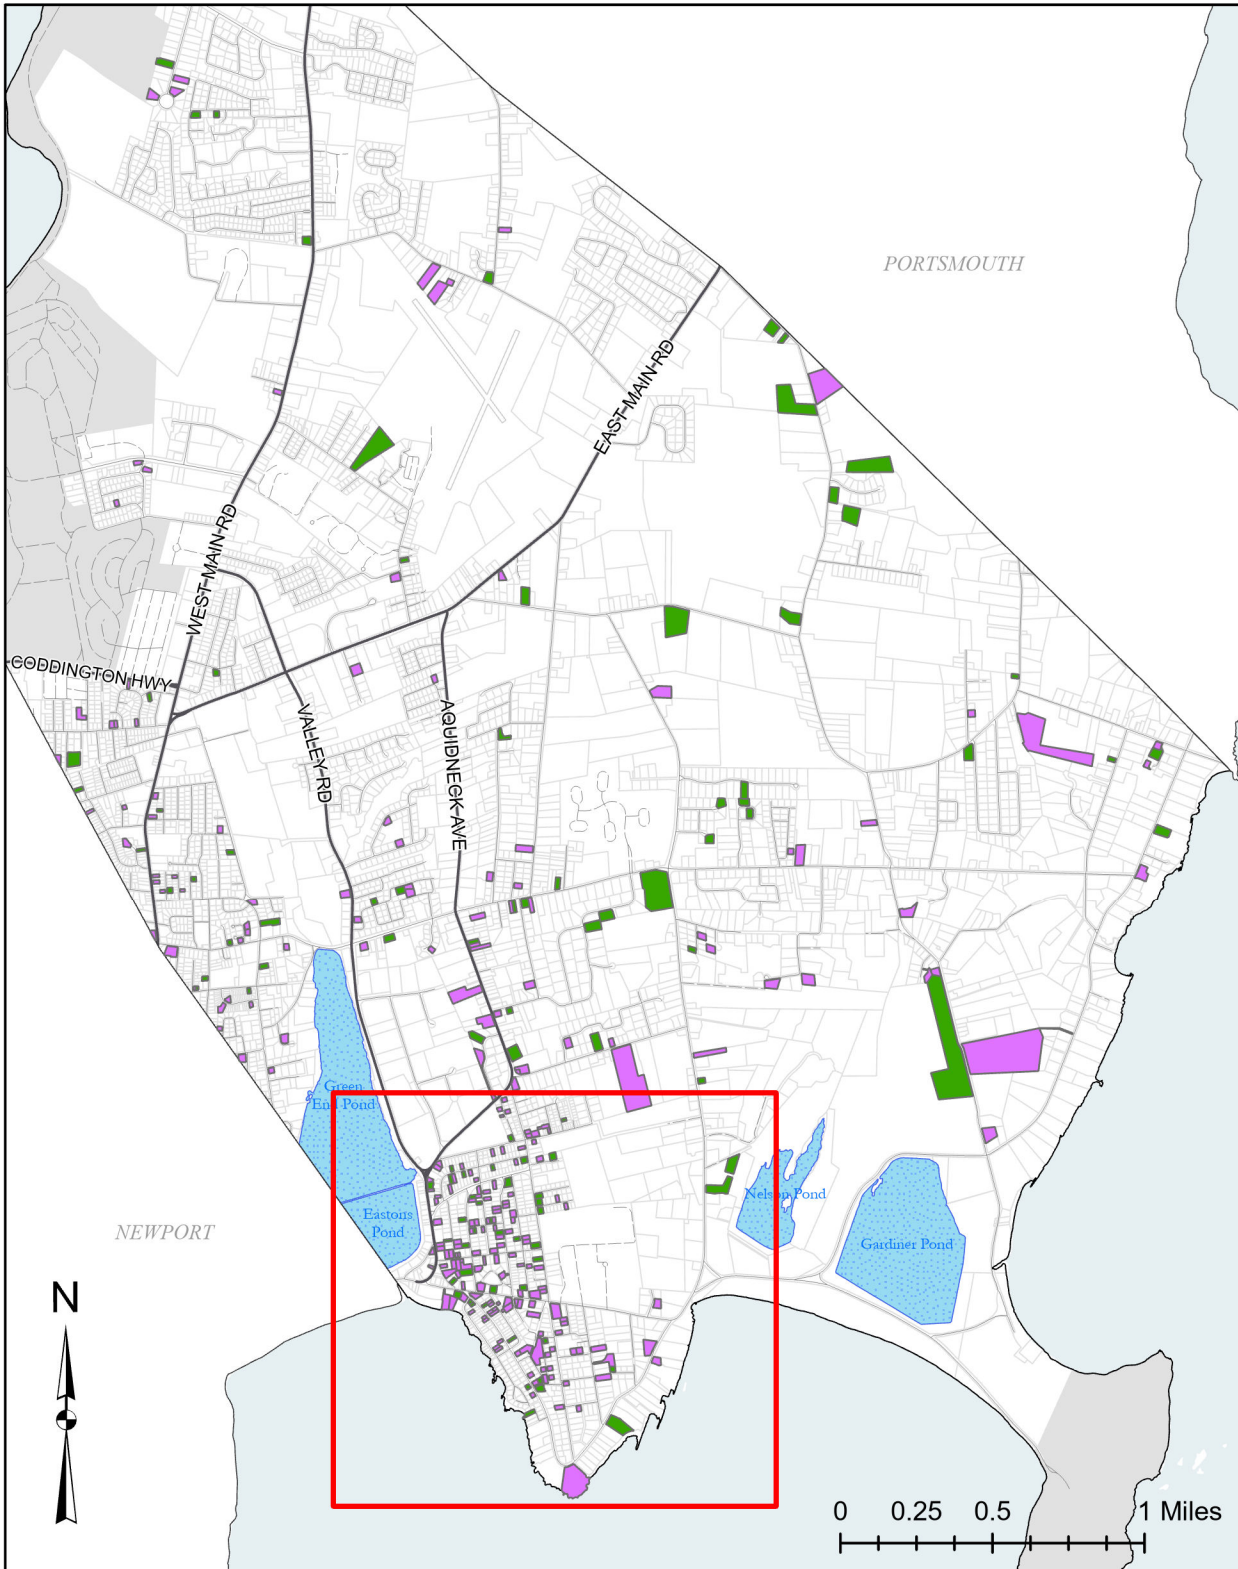 PORTSMOUTH
EAST MAIN RD
WEST MAIN RD
CODDINGTON HWY
VALLEY RD
AQUIDNECK AVE
Green
End Pond
Nelson Pond
Eastons
Pond
NEWPORT
Gardiner Pond
N
0 0.25 0.5 1 Miles